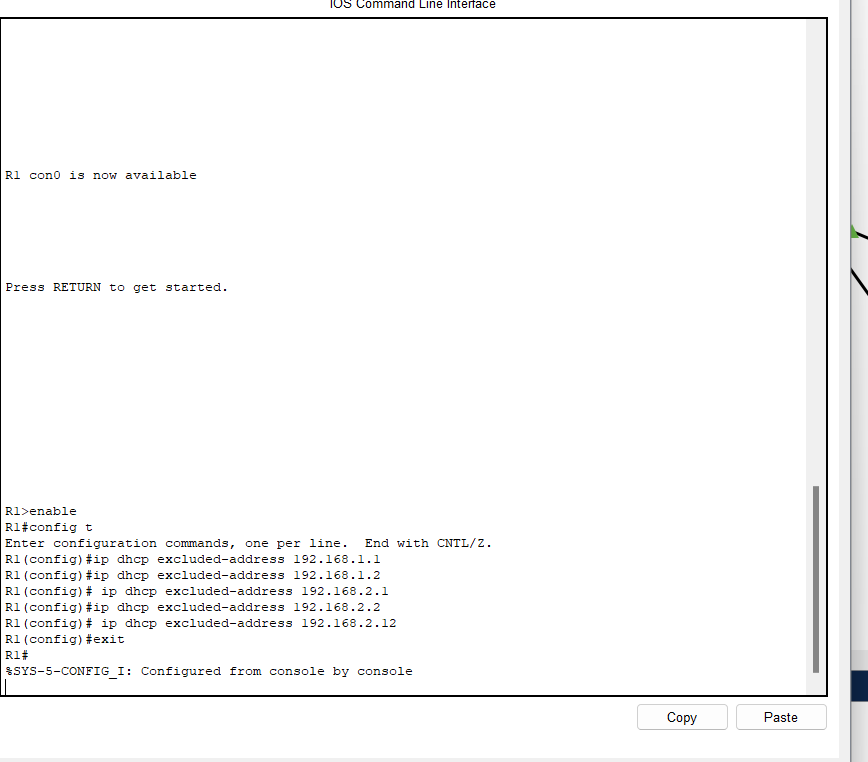 IOS Command Line Interface
R1 con0 is now available
Press RETURN to get started.
R1>enable
R1#config t
Enter configuration commands, one per line.  End with CNTL/Z.
R1(config)#ip dhcp excluded-address 192.168.1.1
R1(config)#ip dhcp excluded-address 192.168.1.2
R1(config)# ip dhcp excluded-address 192.168.2.1
R1(config)#ip dhcp excluded-address 192.168.2.2
R1(config)# ip dhcp excluded-address 192.168.2.12
R1(config)#exit
R1#
%SYS-5-CONFIG_I: Configured from console by console
Copy Paste